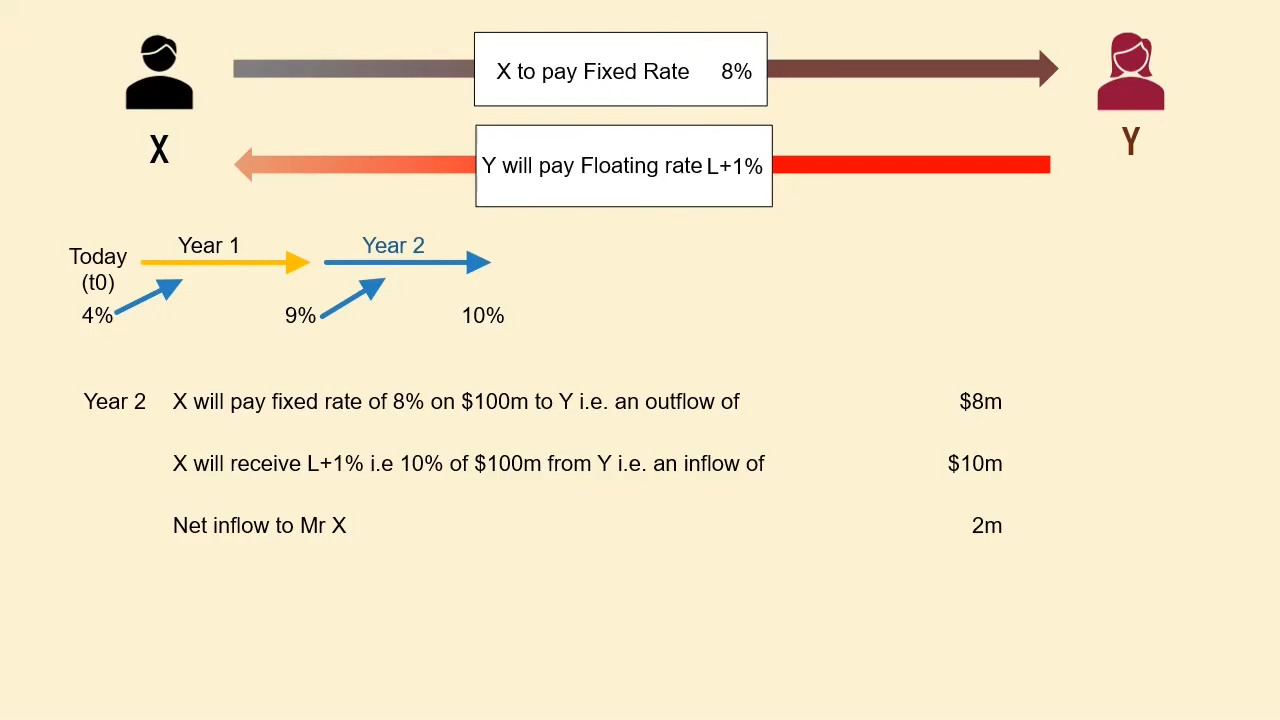 X to pay Fixed Rate 8%
X
Y
Y will pay Floating rate L+1%
Today
(t0)
Year 1
Year 2
4%
9%
10%
Year 2 X will pay fixed rate of 8% on $100m to Y i.e. an outflow of $8m
X will receive L+1% i.e 10% of $100m from Y i.e. an inflow of $10m
Net inflow to Mr X 2m